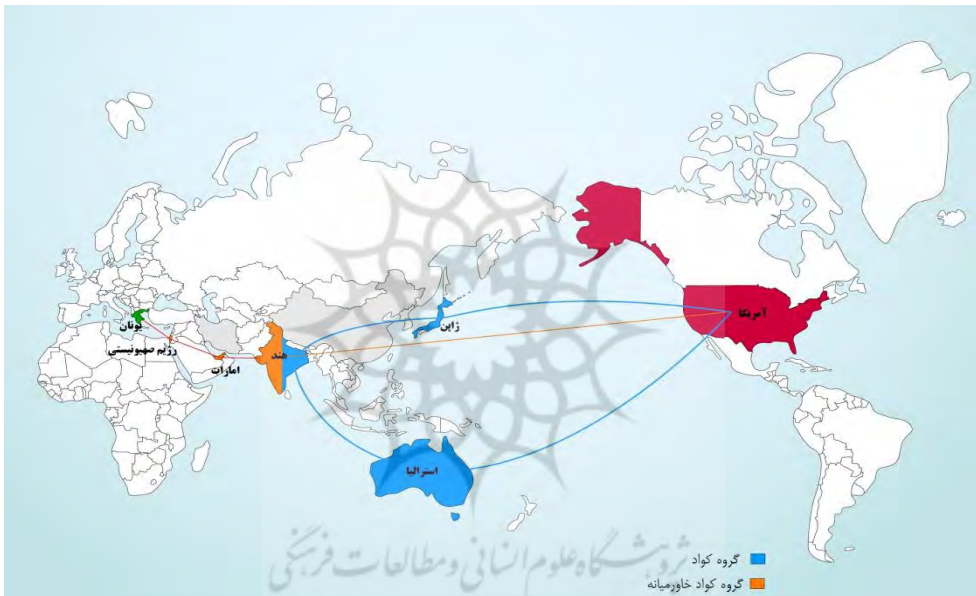 آمریکا
ژاپن
یونان
رژیم صهیونیستی
امارات
هند
استرالیا
پژوهشگاه علوم انسانی و مطالعات فرهنگی
گروه کواد
گروه کواد خاورمیانه